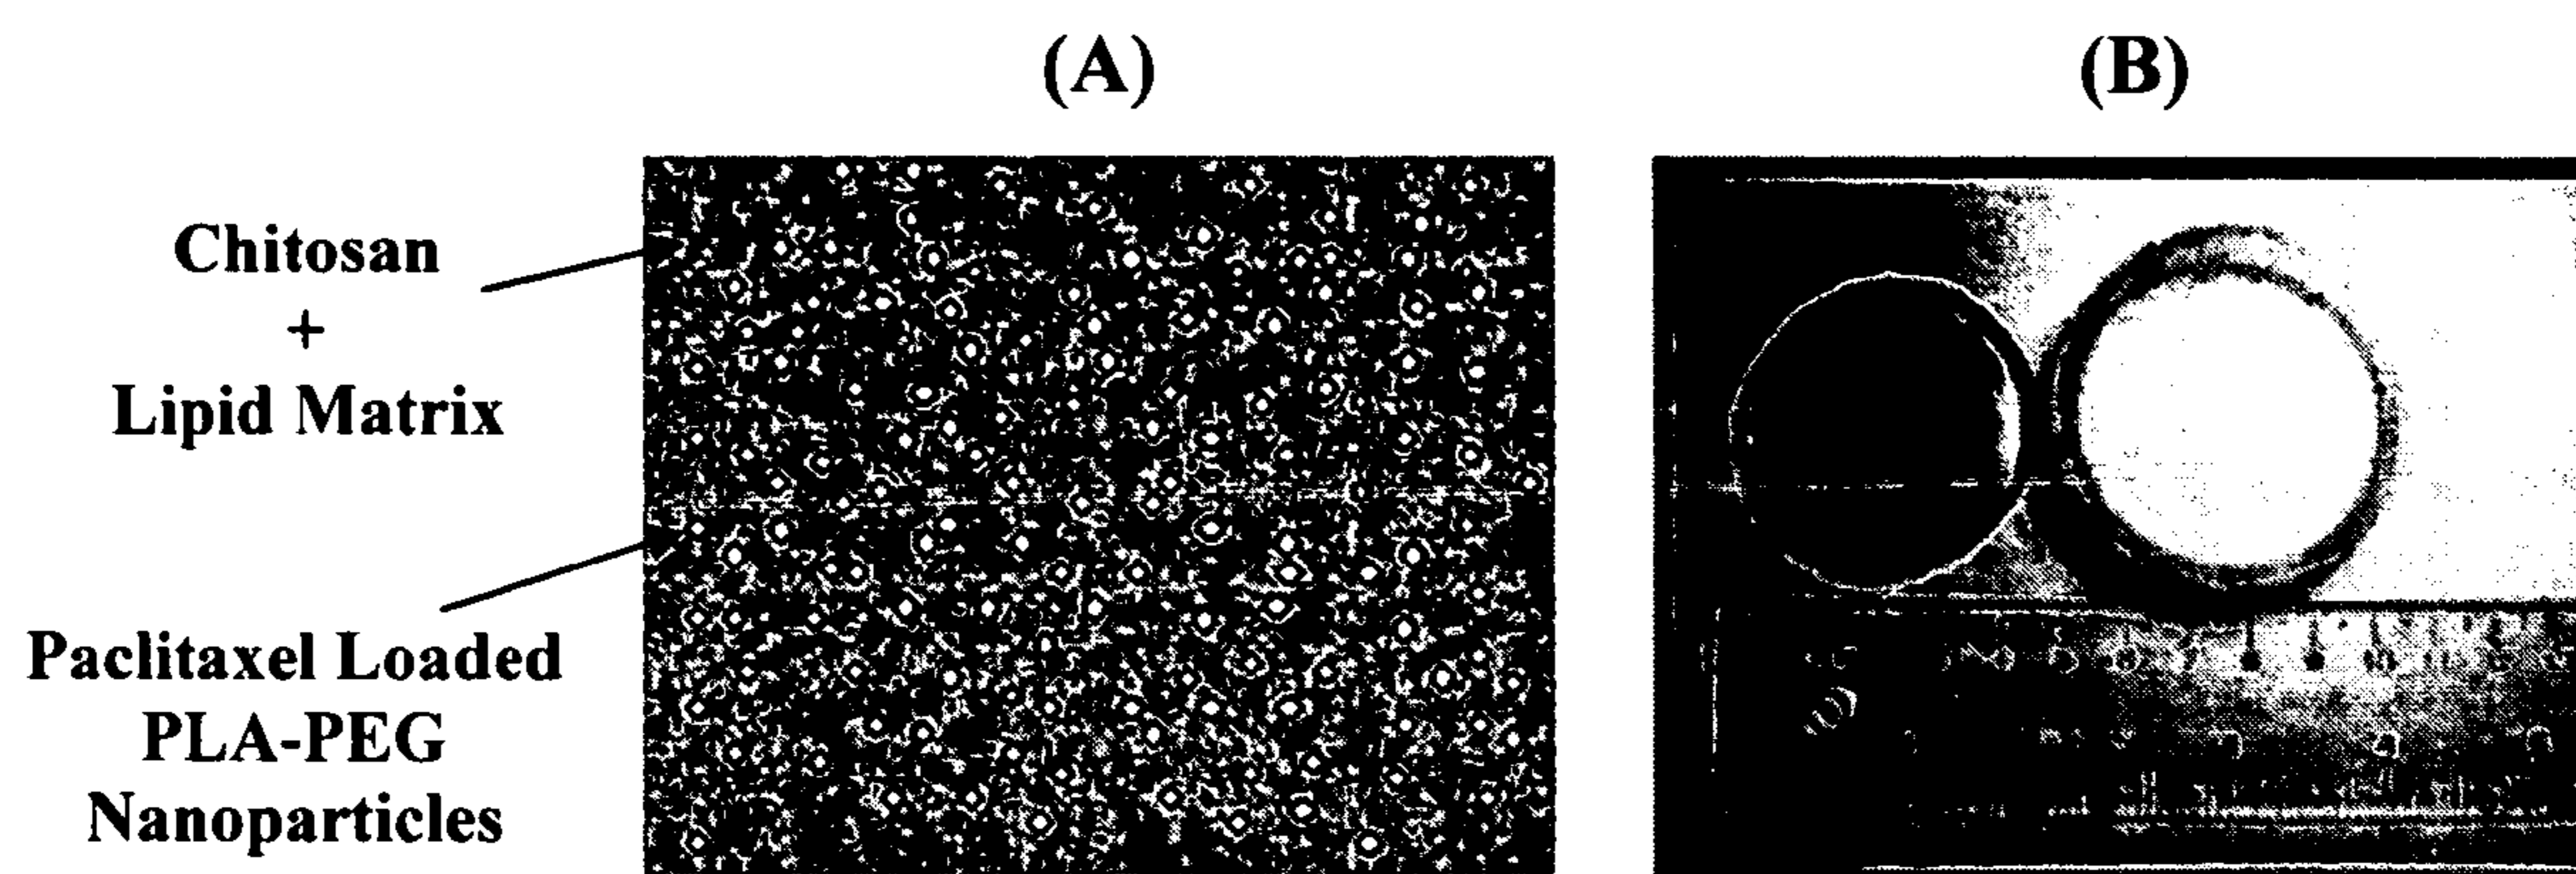 (A)
(B)
Chitosan
+
Lipid Matrix
Paclitaxel Loaded
PLA-PEG
Nanoparticles